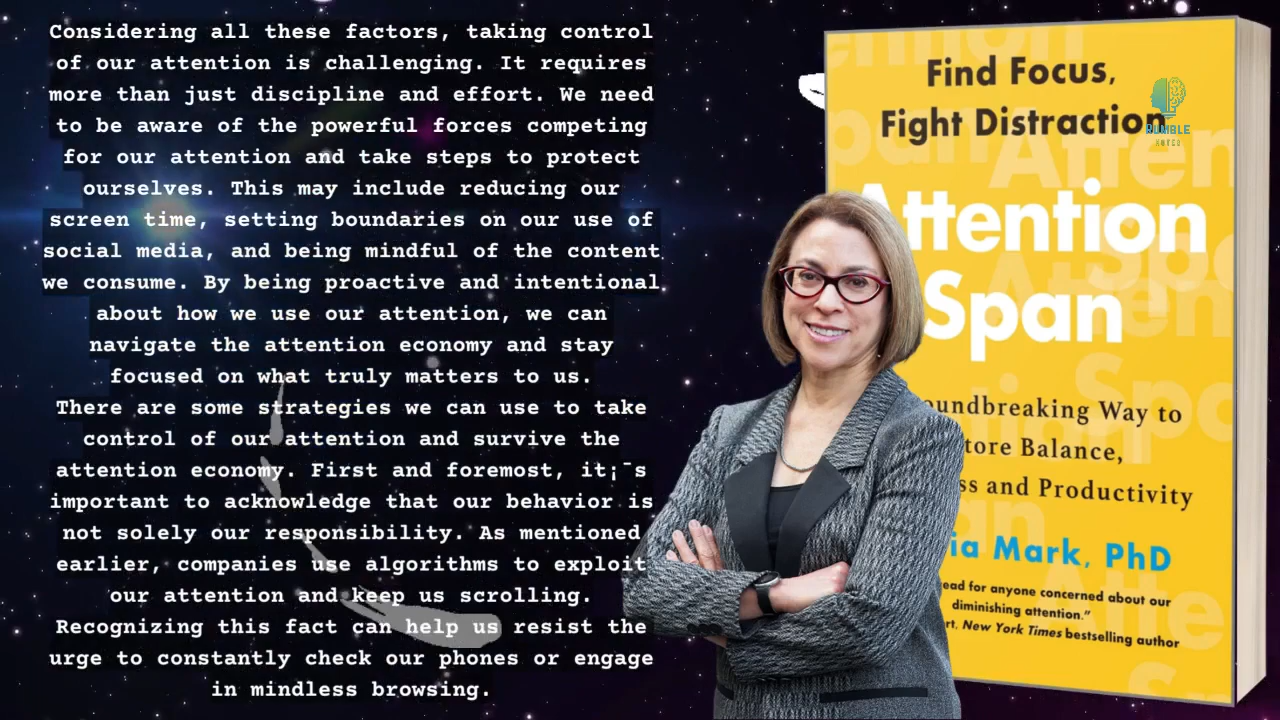 Considering all these factors, taking control
of our attention is challenging. It requires
more than just discipline and effort. We need
to be aware of the powerful forces competing
for our attention and take steps to protect
ourselves. This may include reducing our
screen time, setting boundaries on our use of
social media, and being mindful of the content
we consume. By being proactive and intentional
about how we use our attention, we can
navigate the attention economy and stay
focused on what truly matters to us.
There are some strategies we can use to take
control of our attention and survive the
attention economy. First and foremost, it¡¯s
important to acknowledge that our behavior is
not solely our responsibility. As mentioned
earlier, companies use algorithms to exploit
our attention and keep us scrolling.
Recognizing this fact can help us resist the
urge to constantly check our phones or engage
in mindless browsing.
Find Focus,
Fight Distraction
RUMBLE
Attention
Span
oundbreaking Way to
tore Balance,
ss and Productivity
ia Mark, PhD
ead for anyone concerned about our
diminishing attention.”
rt, New York Times bestselling author